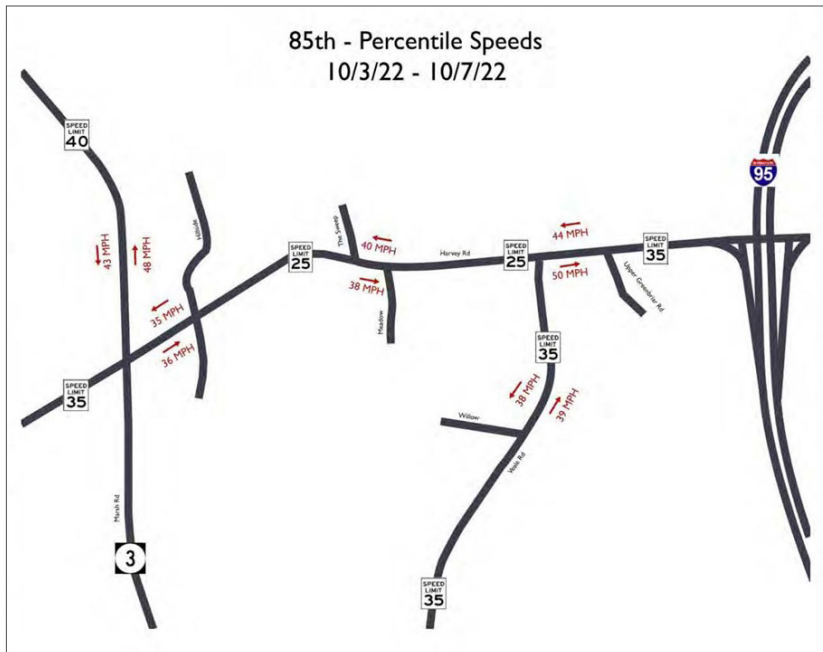 85th - Percentile Speeds
10/3/22 - 10/7/22
SPEED
LIMIT
40
95
The Sweep
Hillside
40 MPH
44 MPH
43 MPH
48 MPH
SPEED
LIMIT
25
Harvey Rd
SPEED
LIMIT
25
SPEED
LIMIT
35
38 MPH
50 MPH
Upper Greenbriar Rd
35 MPH
36 MPH
Meadow
SPEED
LIMIT
35
SPEED
LIMIT
35
38 MPH
39 MPH
Willow
Veale Rd
Marsh Rd
3
SPEED
LIMIT
35